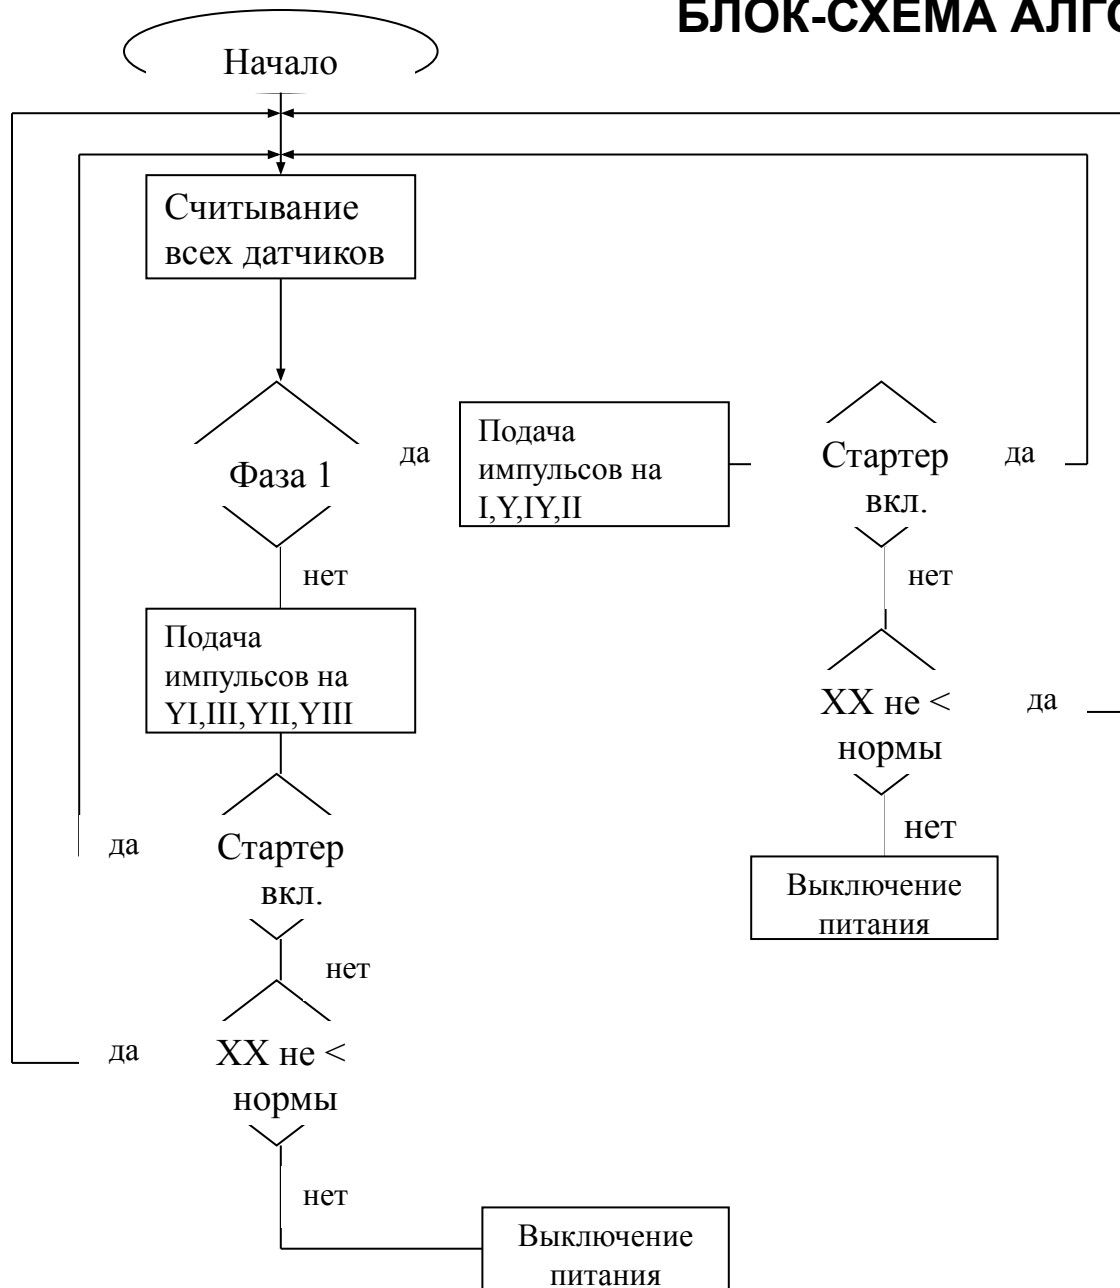 БЛОК-СХЕМА АЛГО
Начало
Считывание
всех датчиков
Фаза 1
да
Подача
импульсов на
I,Y,IY,II
Стартер
вкл.
да
нет
нет
Подача
импульсов на
YI,III,YII,YIII
ХХ не <
нормы
да
нет
да
Стартер
вкл.
Выключение
питания
нет
да
ХХ не <
нормы
нет
Выключение
питания